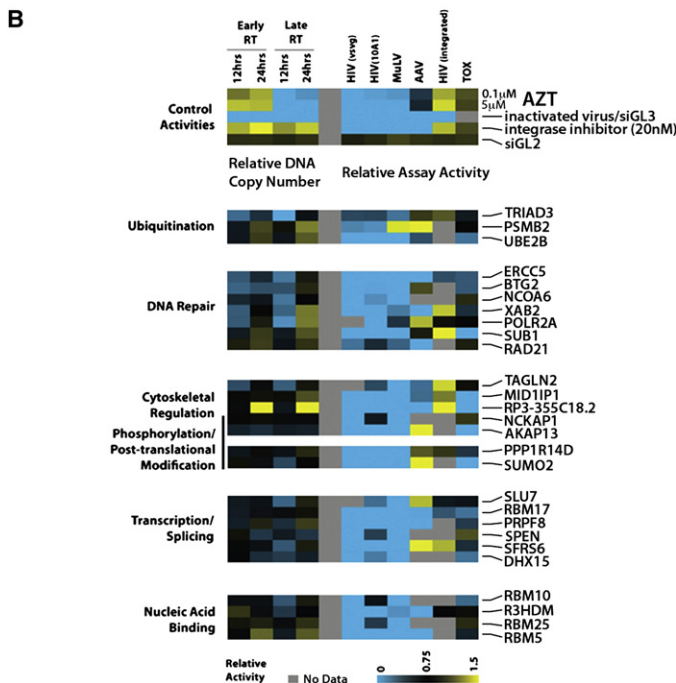 B
Early RT
Late RT
12hrs
24hrs
12hrs
24hrs
HIV (vsvg)
HIV(10A1)
MuLV
AAV
HIV (integrated)
TOX
Control Activities
0.1μM
5μM
AZT
inactivated virus/siGL3
integrase inhibitor (20nM)
siGL2
Relative DNA Copy Number
Relative Assay Activity
Ubiquitination
TRIAD3
PSMB2
UBE2B
DNA Repair
ERCC5
BTG2
NCOA6
XAB2
POLR2A
SUB1
RAD21
Cytoskeletal Regulation
Phosphorylation/ Post-translational Modification
TAGLN2
MID1IP1
RP3-355C18.2
NCKAP1
AKAP13
PPP1R14D
SUMO2
Transcription/ Splicing
SLU7
RBM17
PRPF8
SPEN
SFRS6
DHX15
Nucleic Acid Binding
RBM10
R3HDM
RBM25
RBM5
Relative Activity
No Data
0
0.75
1.5